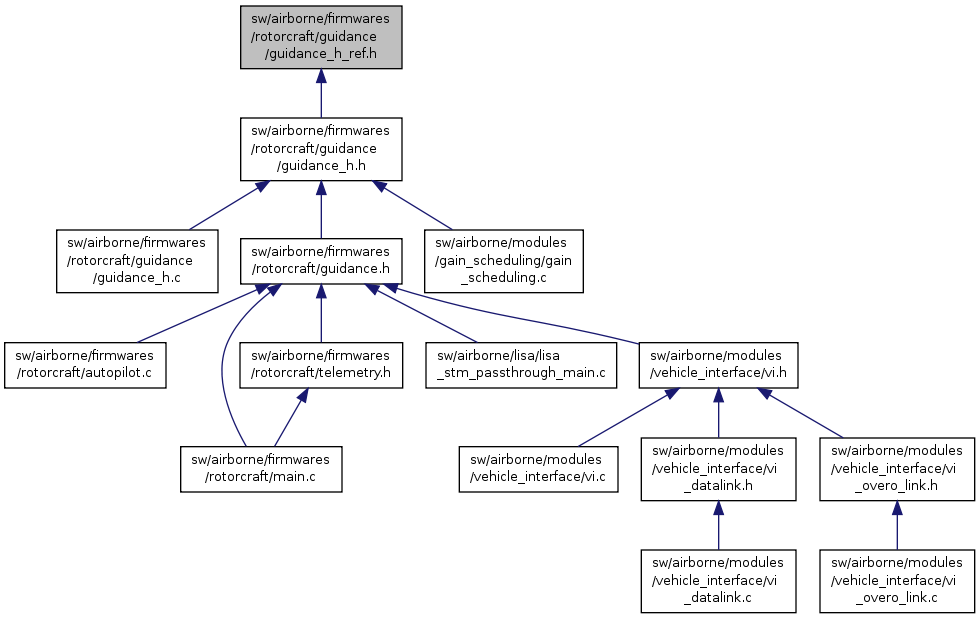 sw/airborne/firmwares
/rotorcraft/guidance
/guidance_h_ref.h
sw/airborne/firmwares
/rotorcraft/guidance
/guidance_h.h
sw/airborne/firmwares
/rotorcraft/guidance
/guidance_h.c
sw/airborne/firmwares
/rotorcraft/guidance.h
sw/airborne/modules
/gain_scheduling/gain
_scheduling.c
sw/airborne/firmwares
/rotorcraft/autopilot.c
sw/airborne/firmwares
/rotorcraft/telemetry.h
sw/airborne/lisa/lisa
_stm_passthrough_main.c
sw/airborne/modules
/vehicle_interface/vi.h
sw/airborne/firmwares
/rotorcraft/main.c
sw/airborne/modules
/vehicle_interface/vi.c
sw/airborne/modules
/vehicle_interface/vi
_datalink.h
sw/airborne/modules
/vehicle_interface/vi
_overo_link.h
sw/airborne/modules
/vehicle_interface/vi
_datalink.c
sw/airborne/modules
/vehicle_interface/vi
_overo_link.c